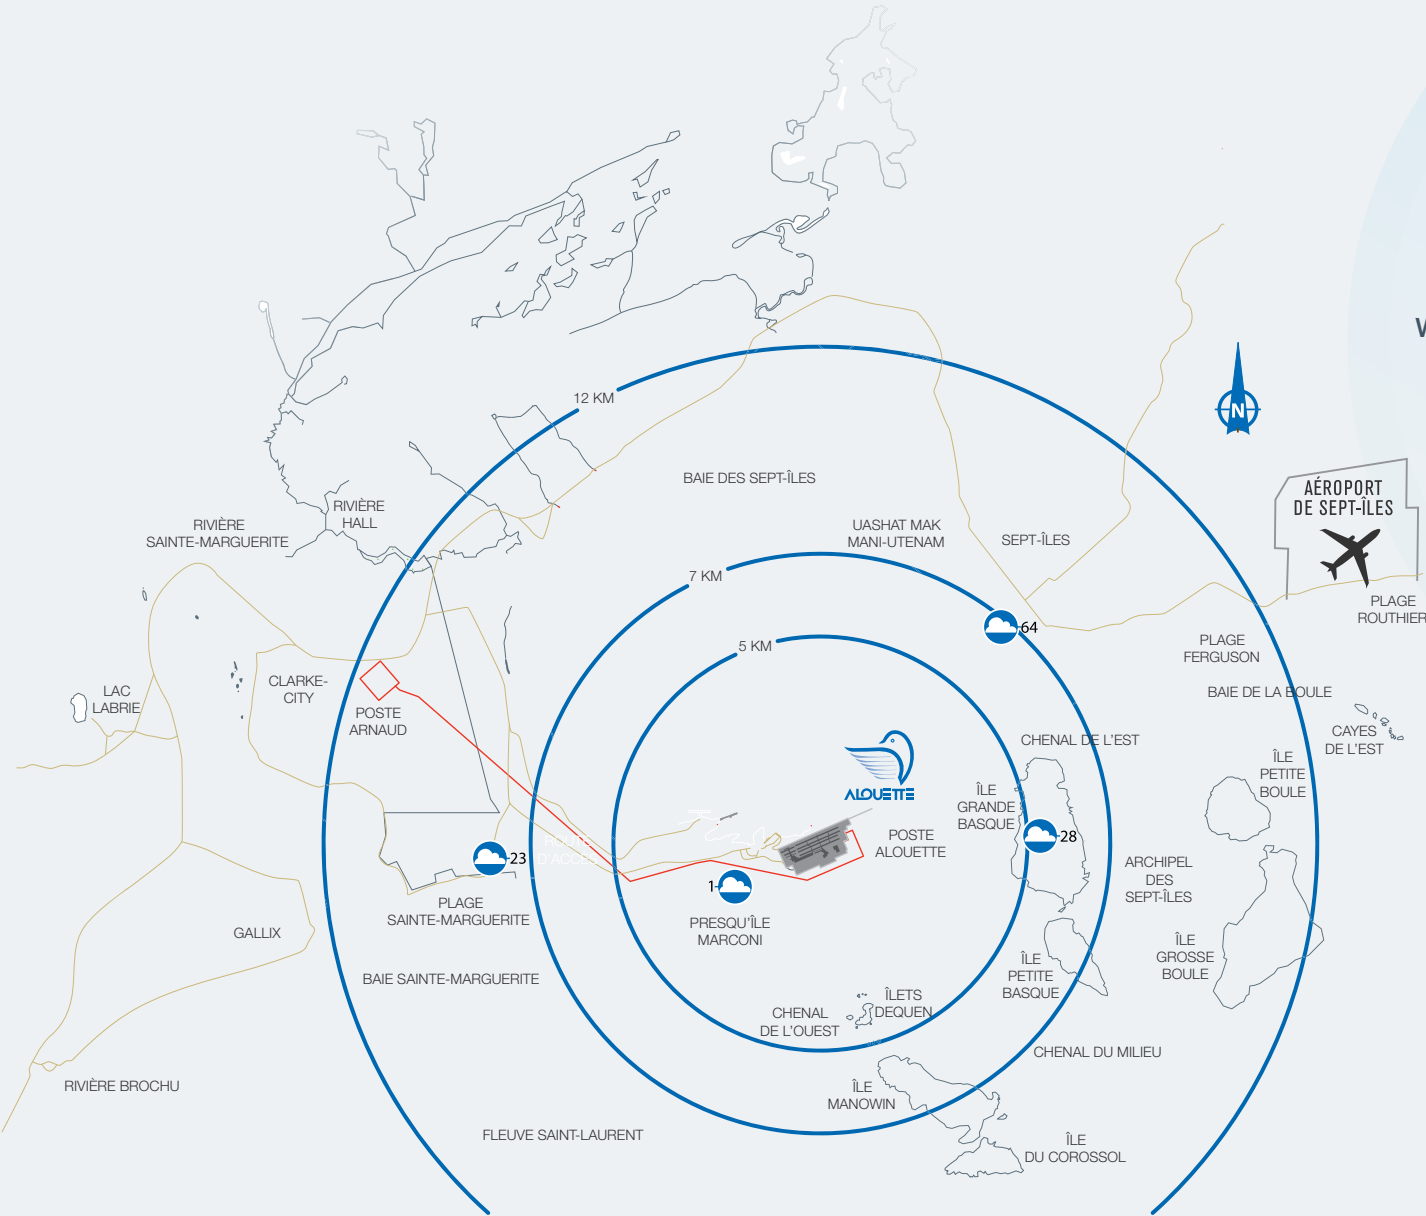 W
12 KM
N
BAIE DES SEPT-ÎLES
AÉROPORT
DE SEPT-ÎLES
RIVIÈRE
HALL
RIVIÈRE
SAINTE-MARGUERITE
UASHAT MAK
MANI-UTENAM
SEPT-ÎLES
7 KM
PLAGE
ROUTHIER
64
5 KM
PLAGE
FERGUSON
CLARKE-
CITY
LAC
LABRIE
BAIE DE LA BOULE
POSTE
ARNAUD
CAYES
DE L'EST
CHENAL DE L'EST
ÎLE
PETITE
BOULE
ALOUETTE
ÎLE
GRANDE
BASQUE
POSTE
ALOUETTE
28
ROUTE
D'ACCÈS
23
ARCHIPEL
DES
SEPT-ÎLES
1
PLAGE
SAINTE-MARGUERITE
PRESQU'ÎLE
MARCONI
GALLIX
ÎLE
GROSSE
BOULE
ÎLE
PETITE
BASQUE
BAIE SAINTE-MARGUERITE
ÎLETS
DEQUEN
CHENAL
DE L'OUEST
CHENAL DU MILIEU
RIVIÈRE BROCHU
ÎLE
MANOWIN
FLEUVE SAINT-LAURENT
ÎLE
DU COROSSOL